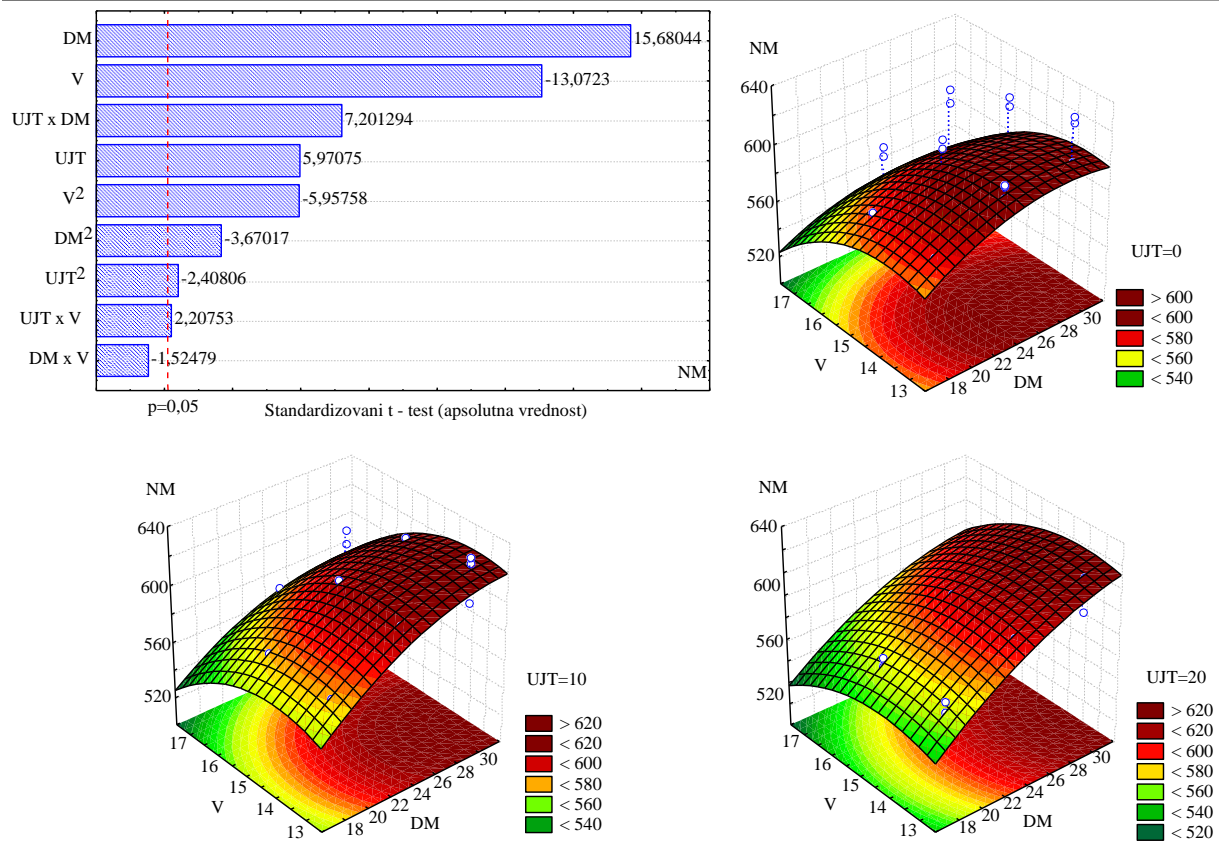 DM 15,68044
V -13,0723
UJT x DM 7,201294
UJT 5,97075
V2 -5,95758
DM2 -3,67017
UJT2 -2,40806
UJT x V 2,20753
DM x V -1,52479
NM
p=0,05 Standardizovani t - test (apsolutna vrednost)
NM
640
600
560
520
17
16
15
14
13
V
18
20
22
24
26
28
30
DM
UJT=0
> 600
< 600
< 580
< 560
< 540
NM
640
600
560
520
17
16
15
14
13
V
18
20
22
24
26
28
30
DM
UJT=10
> 620
< 620
< 600
< 580
< 560
< 540
NM
640
600
560
520
17
16
15
14
13
V
18
20
22
24
26
28
30
DM
UJT=20
> 620
< 620
< 600
< 580
< 560
< 540
< 520